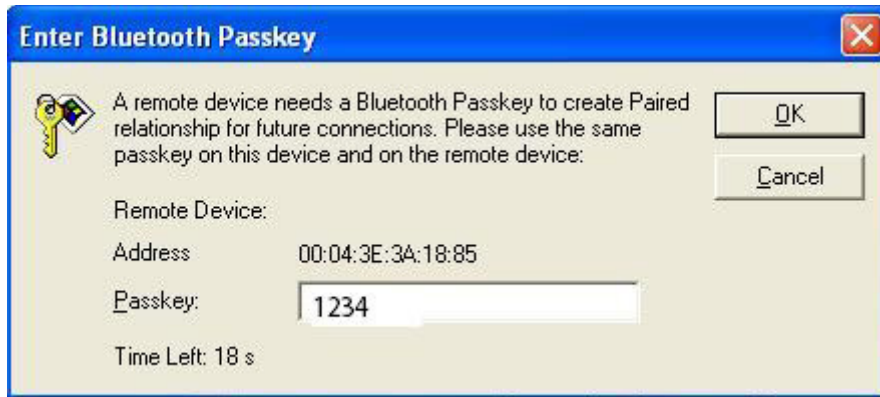 Enter Bluetooth Passkey
A remote device needs a Bluetooth Passkey to create Paired
relationship for future connections. Please use the same
passkey on this device and on the remote device:
OK
Cancel
Remote Device:
Address 00:04:3E:3A:18:85
Passkey: 1234
Time Left: 18 s